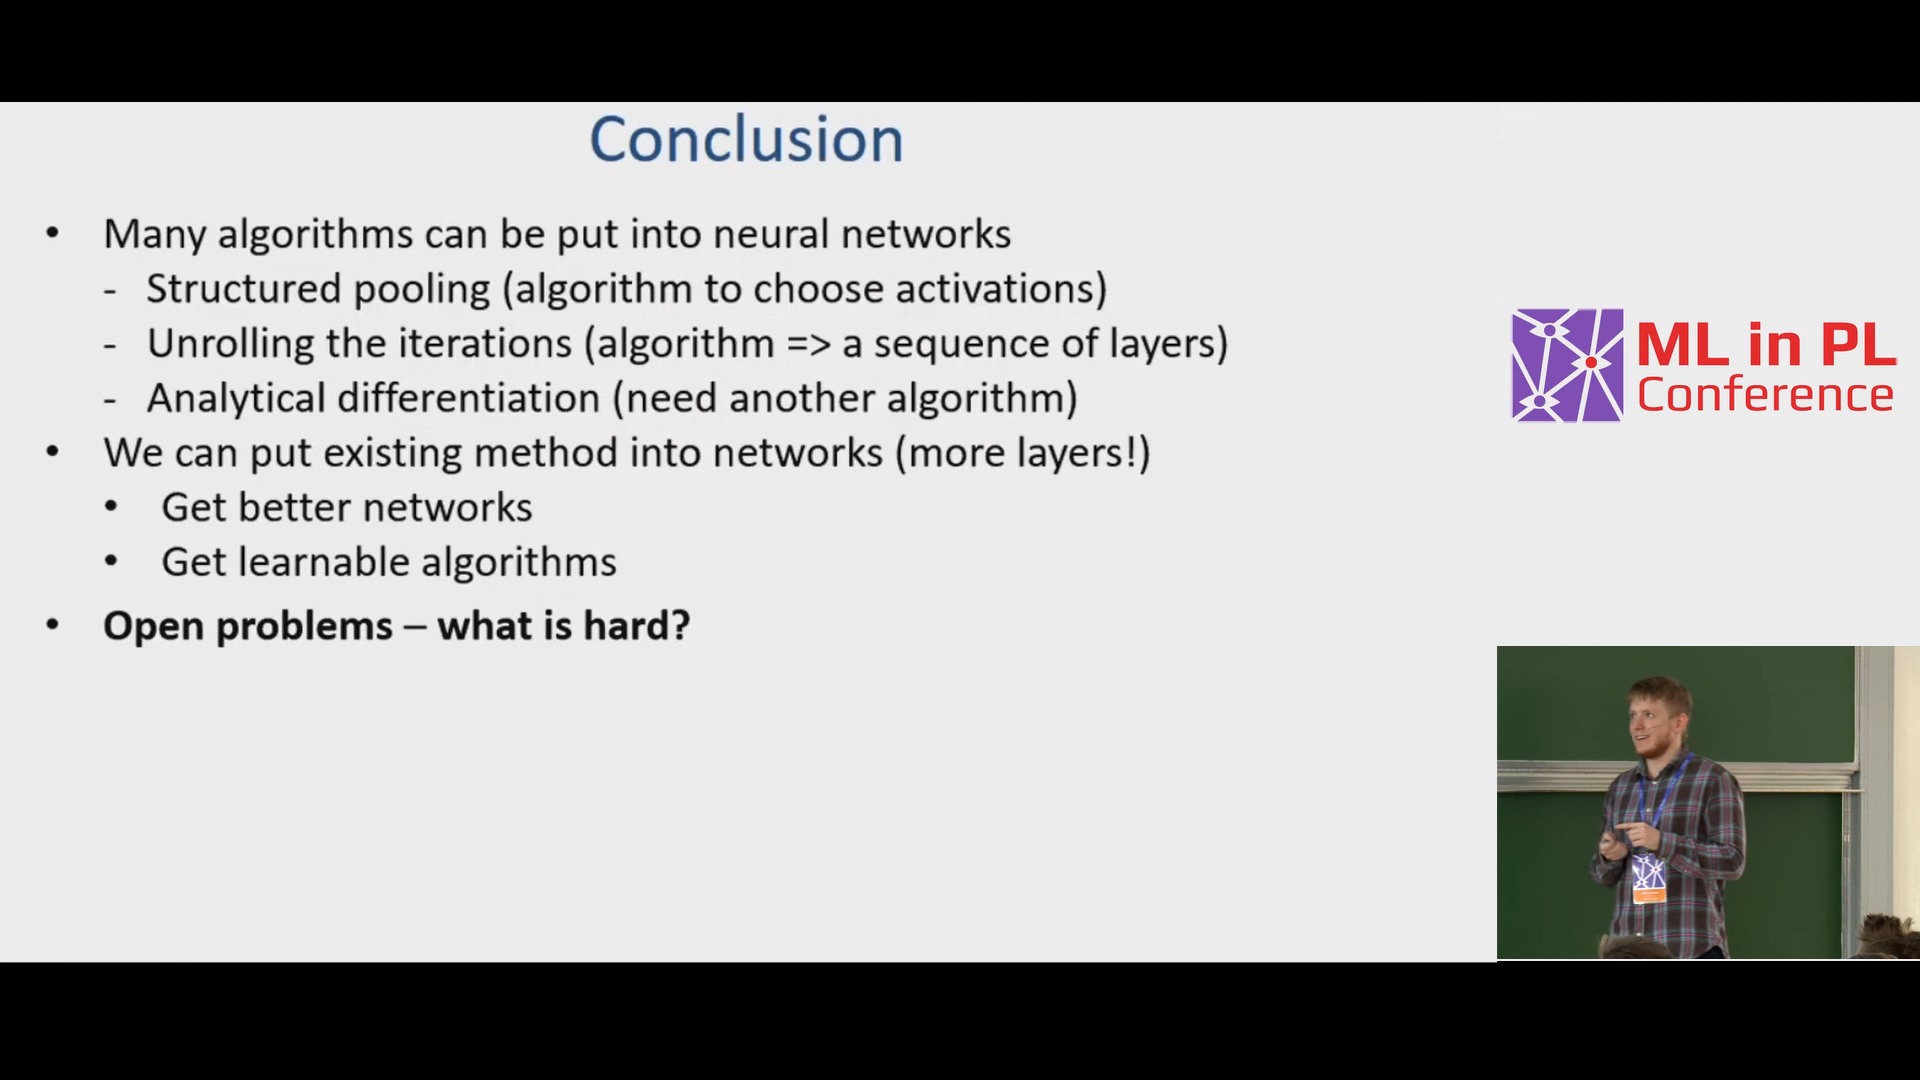 Conclusion
• Many algorithms can be put into neural networks
- Structured pooling (algorithm to choose activations)
- Unrolling the iterations (algorithm => a sequence of layers)
- Analytical differentiation (need another algorithm)
• We can put existing method into networks (more layers!)
• Get better networks
• Get learnable algorithms
• Open problems – what is hard?
ML in PL
Conference